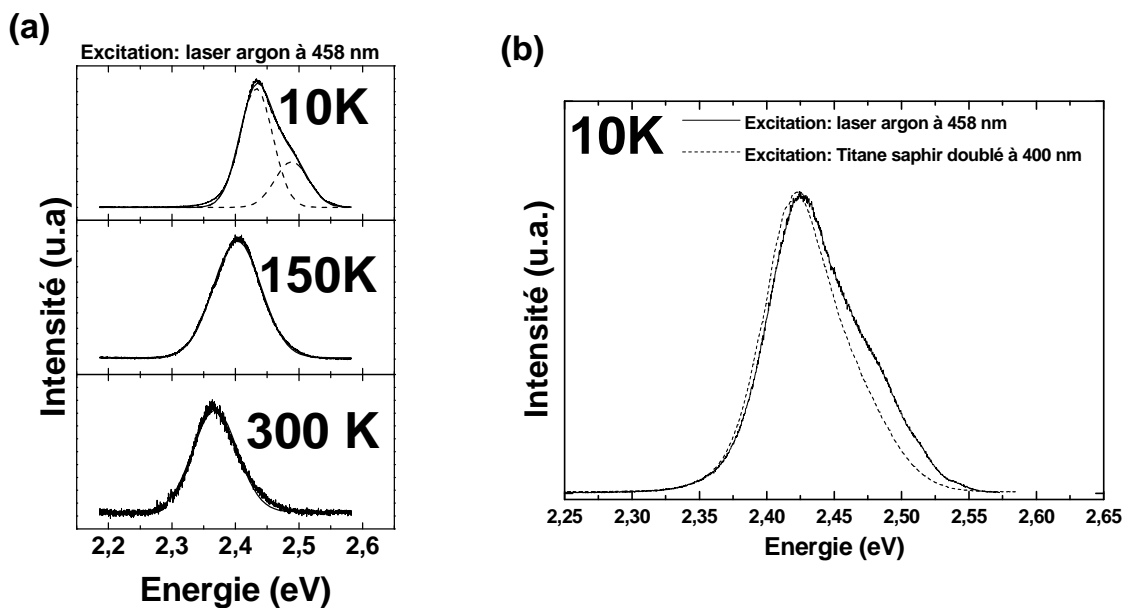 (a)
Excitation: laser argon à 458 nm
10K
150K
300 K
Intensité (u.a)
2,2 2,3 2,4 2,5 2,6
Energie (eV)
(b)
10K
Excitation: laser argon à 458 nm
Excitation: Titane saphir doublé à 400 nm
Intensité (u.a.)
2,25 2,30 2,35 2,40 2,45 2,50 2,55 2,60 2,65
Energie (eV)